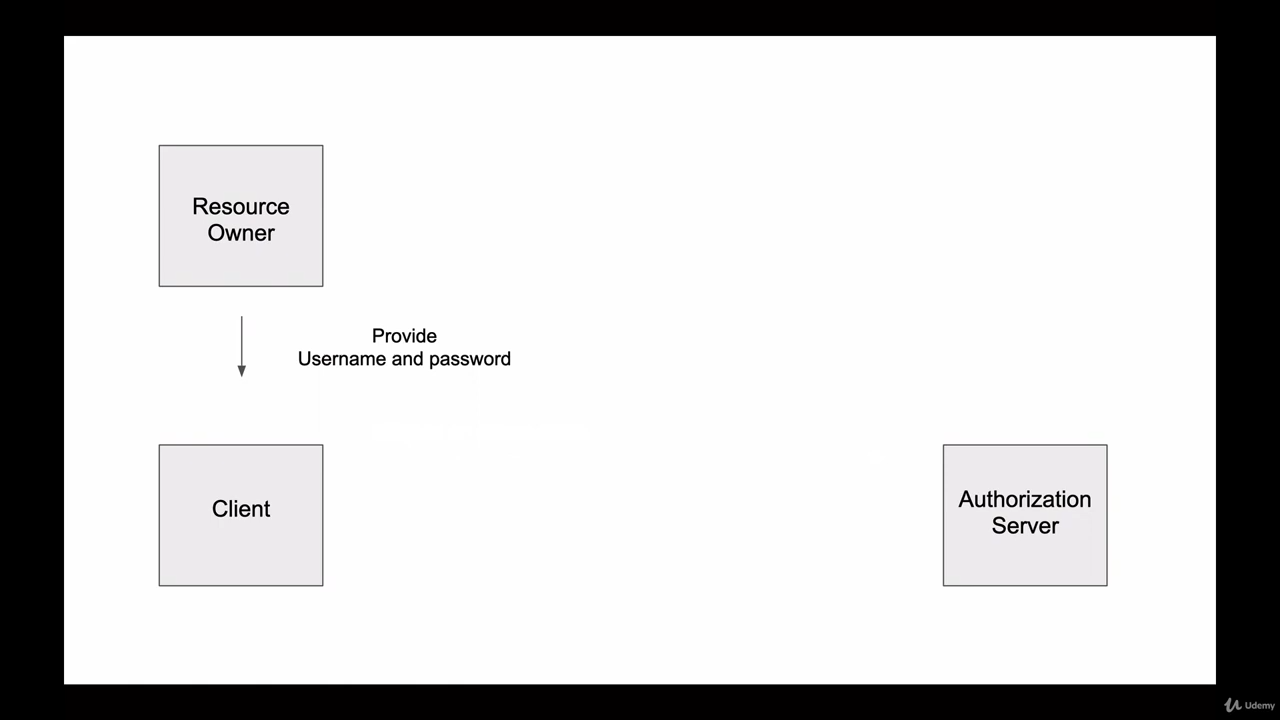 Resource
Owner
Provide
Username and password
Client
Authorization
Server
Udemy